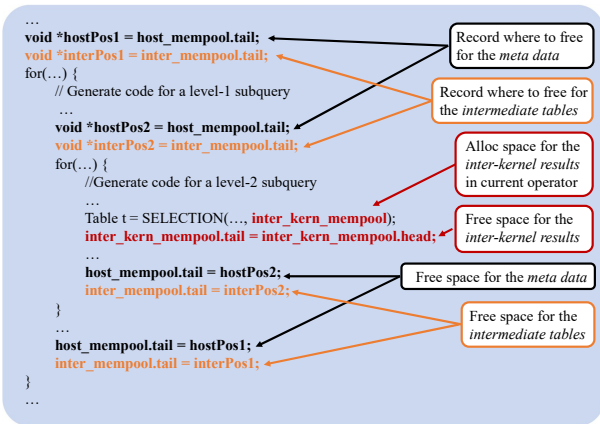 …
void *hostPos1 = host_mempool.tail;
void *interPos1 = inter_mempool.tail;
for(…) {
// Generate code for a level-1 subquery
…
void *hostPos2 = host_mempool.tail;
void *interPos2 = inter_mempool.tail;
for(…) {
//Generate code for a level-2 subquery
…
Table t = SELECTION(…, inter_kern_mempool);
inter_kern_mempool.tail = inter_kern_mempool.head;
…
host_mempool.tail = hostPos2;
inter_mempool.tail = interPos2;
}
…
host_mempool.tail = hostPos1;
inter_mempool.tail = interPos1;
}
…
Record where to free
for the meta data
Record where to free for
the intermediate tables
Alloc space for the
inter-kernel results
in current operator
Free space for the
inter-kernel results
Free space for the meta data
Free space for the
intermediate tables